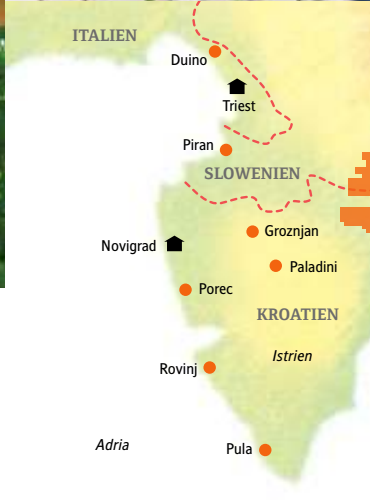 ITALIEN
Duino
Triest
Piran
SLOWENIEN
Groznjan
Novigrad
Paladini
Porec
KROATIEN
Istrien
Rovinj
Adria
Pula